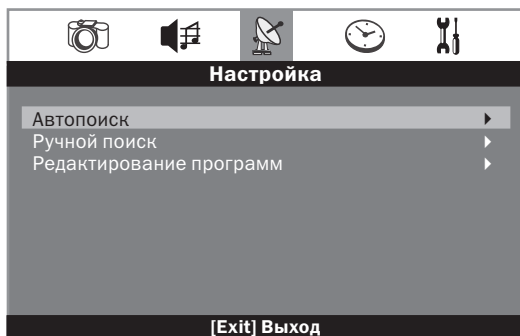 Настройка
Автопоиск
Ручной поиск
Редактирование программ
[Exit] Выход